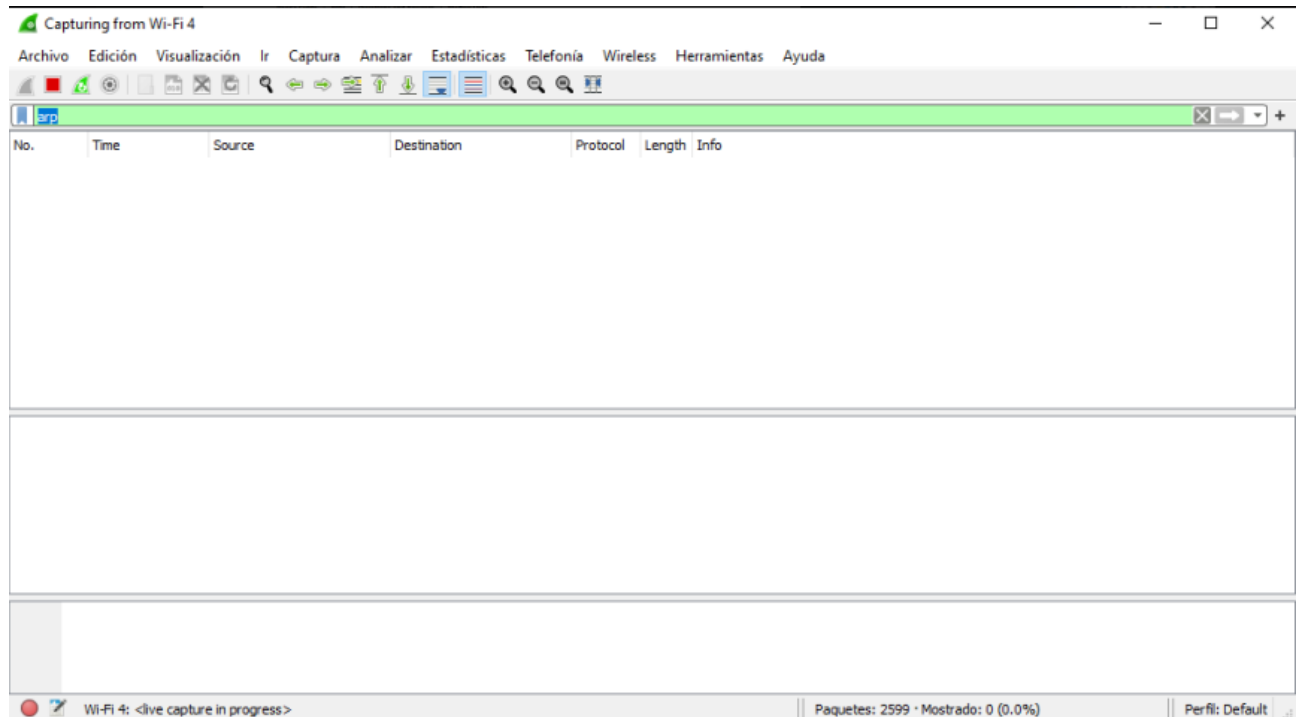 Capturing from Wi-Fi 4
Archivo Edición Visualización Ir Captura Analizar Estadísticas Telefonía Wireless Herramientas Ayuda
arp
No. Time Source Destination Protocol Length Info
Wi-Fi 4: <live capture in progress> Paquetes: 2599 · Mostrado: 0 (0.0%) Perfil: Default